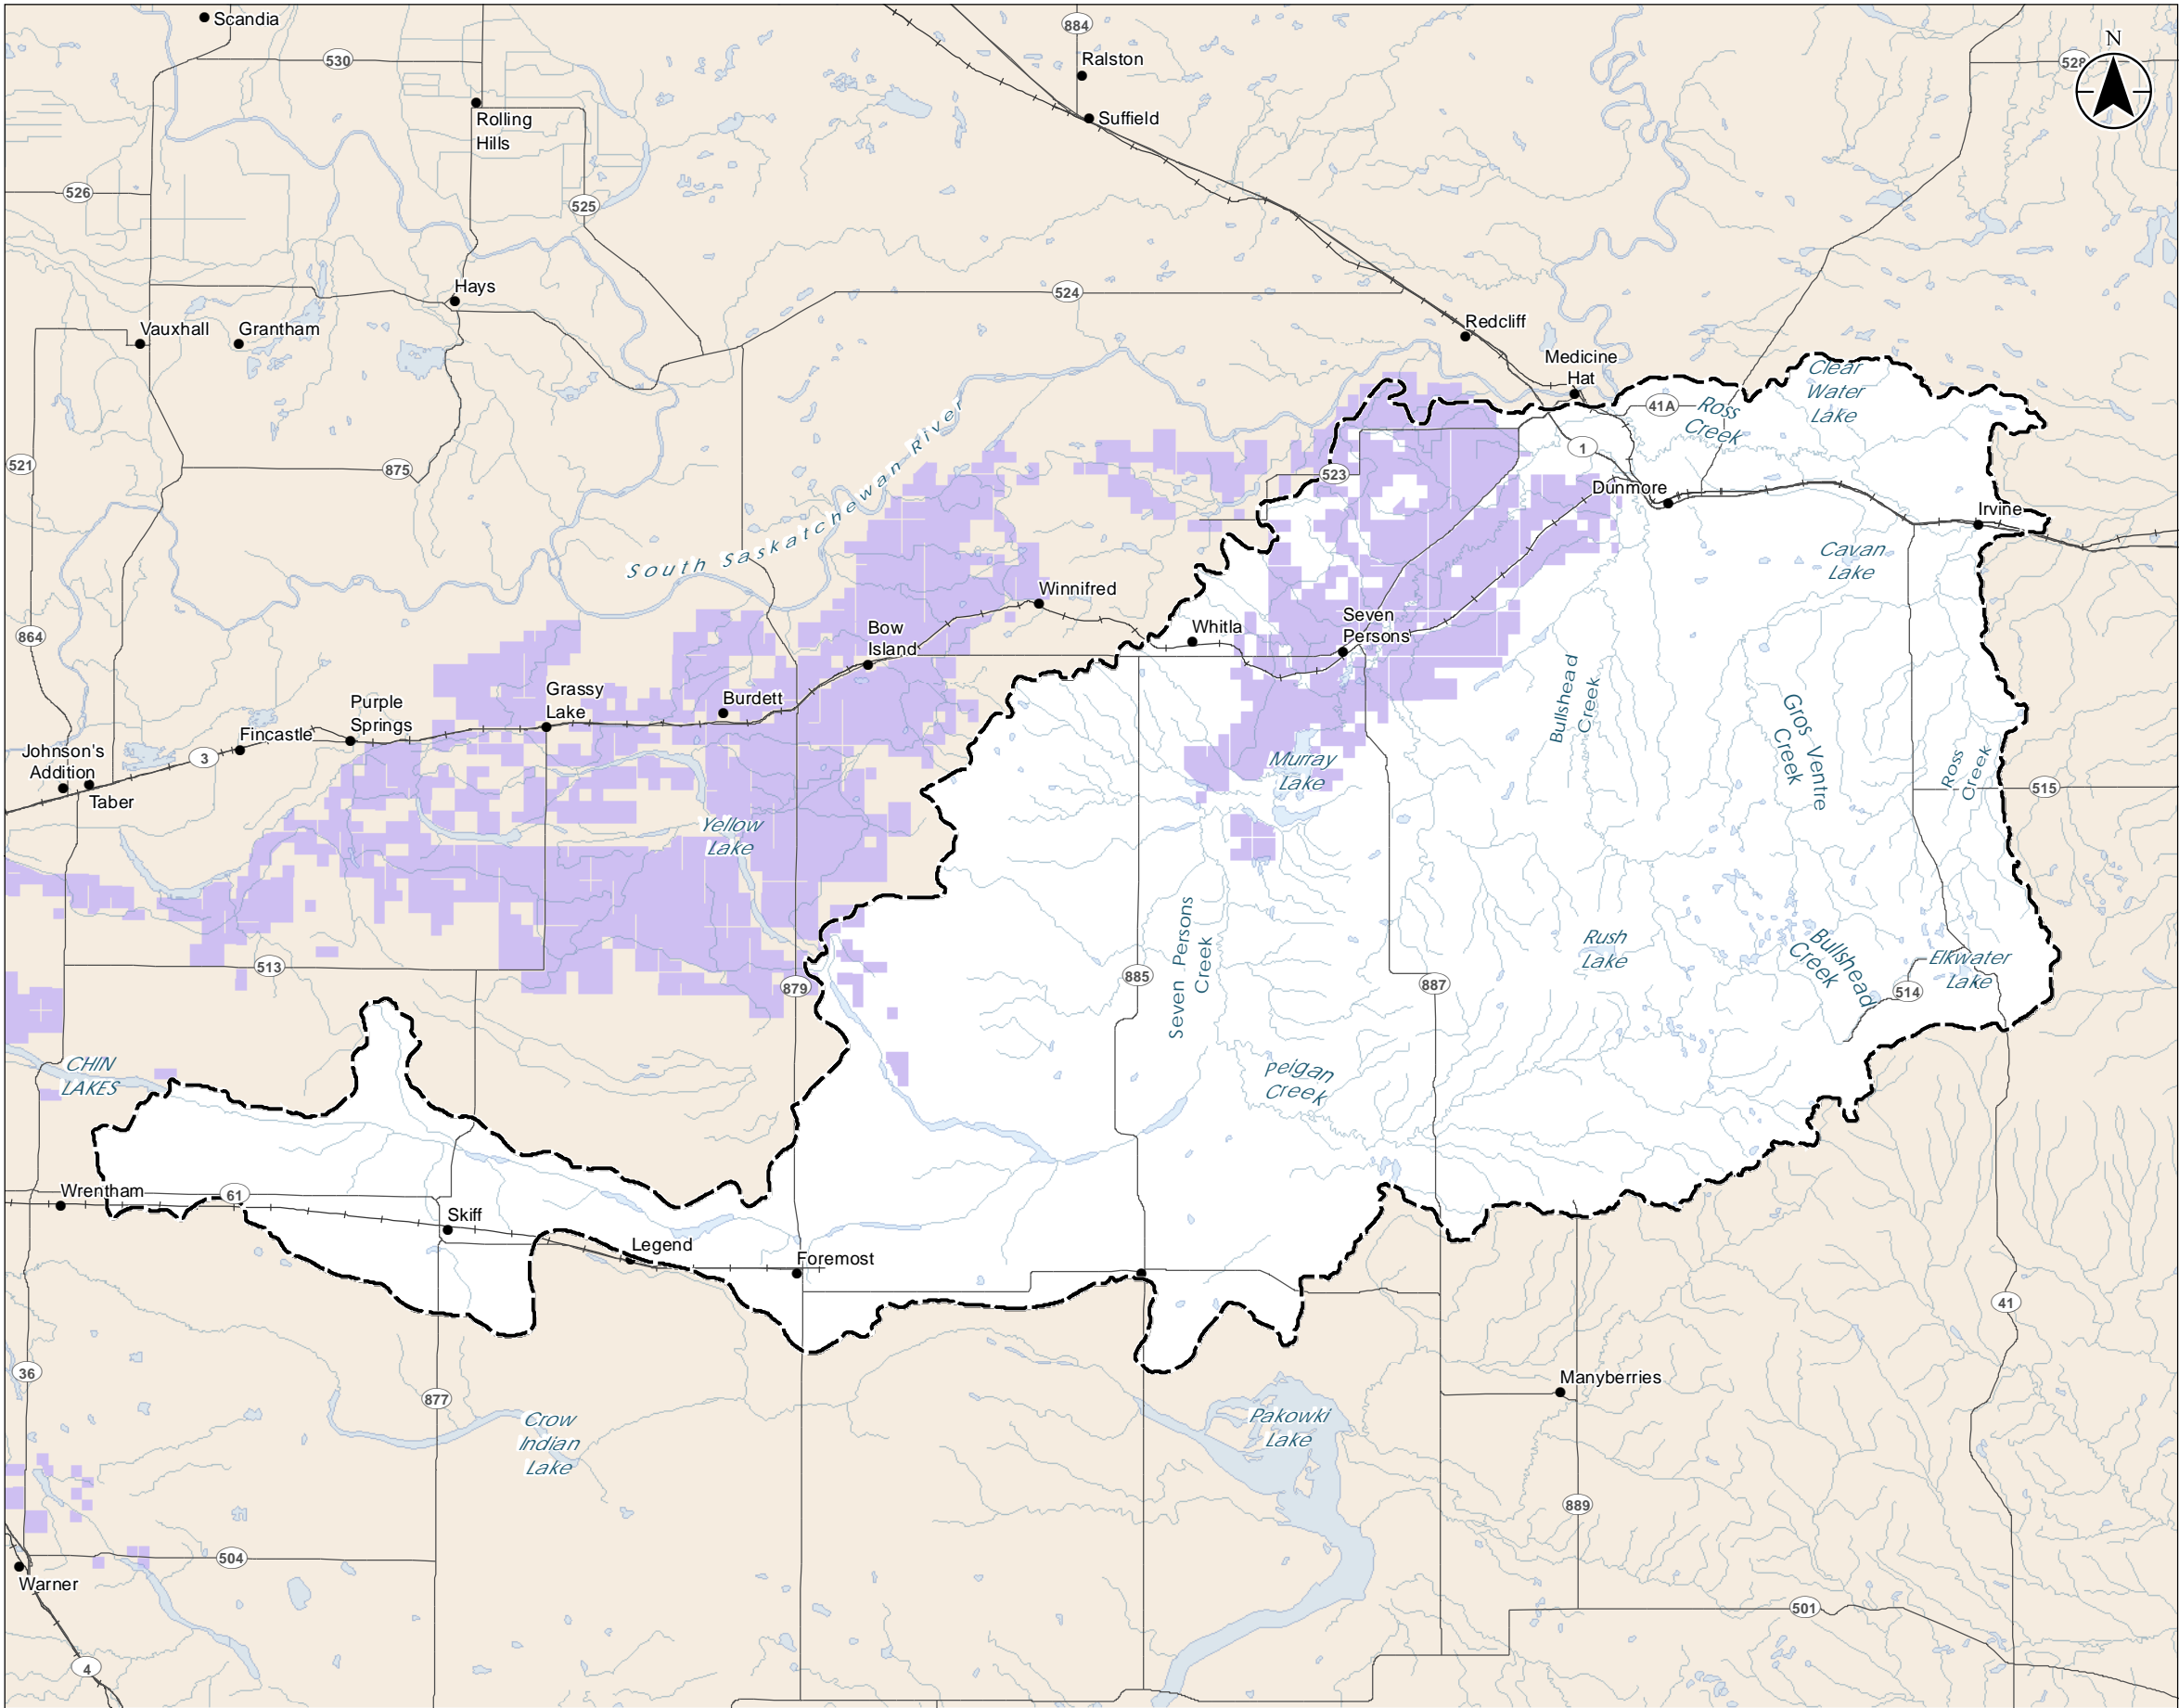 Scandia
884
N
530
Ralston
528
Rolling
Hills
Suffield
526
525
Hays
524
Vauxhall
Grantham
Redcliff
Medicine
Hat
Clear
Water
Lake
41A
Ross
Creek
521
875
1
523
South Saskatchewan River
Dunmore
Irvine
Cavan
Lake
Winnifred
864
Bow
Island
Whitla
Seven
Persons
Bullshead
Creek
Gros Ventre
Creek
Grassy
Lake
Burdett
Purple
Springs
Fincastle
3
Johnson's
Addition
Taber
Murray
Lake
Ross
Creek
515
Yellow
Lake
Seven Persons
Creek
Rush
Lake
Bullshead
Creek
Elkwater
Lake
513
879
885
887
514
CHIN
LAKES
Peigan
Creek
Wrentham
61
Skiff
Legend
Foremost
41
36
877
Manyberries
Crow
Indian
Lake
Pakowki
Lake
889
504
Warner
501
4